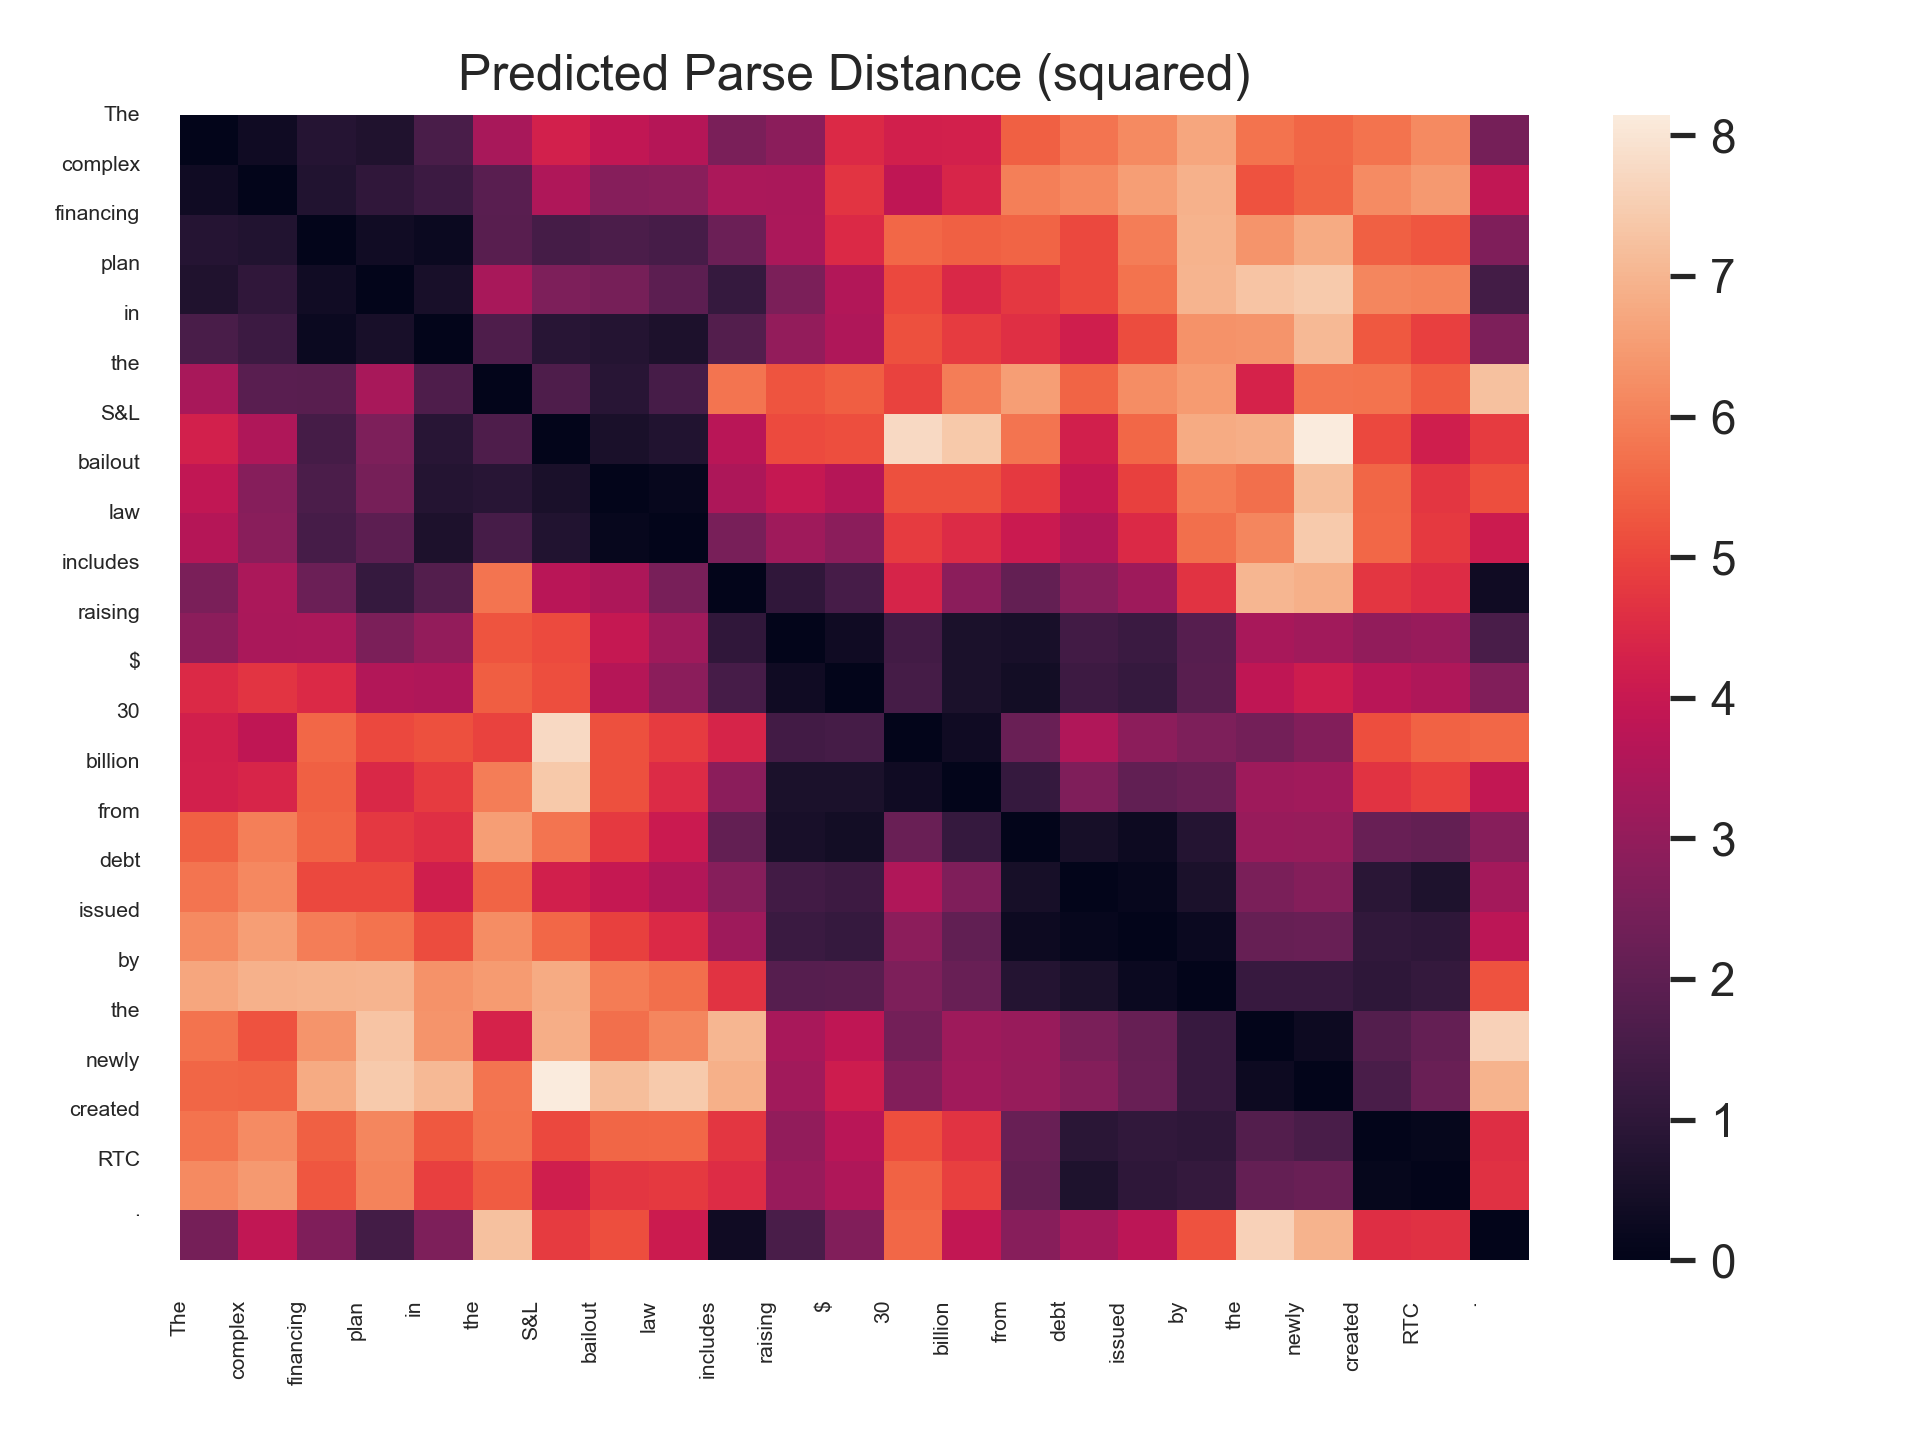 Predicted Parse Distance (squared)
The
complex
financing
plan
in
the
S&L
bailout
law
includes
raising
$
30
billion
from
debt
issued
by
the
newly
created
RTC
.
The
complex
financing
plan
in
the
S&L
bailout
law
includes
raising
$
30
billion
from
debt
issued
by
the
newly
created
RTC
.
8
7
6
5
4
3
2
1
0